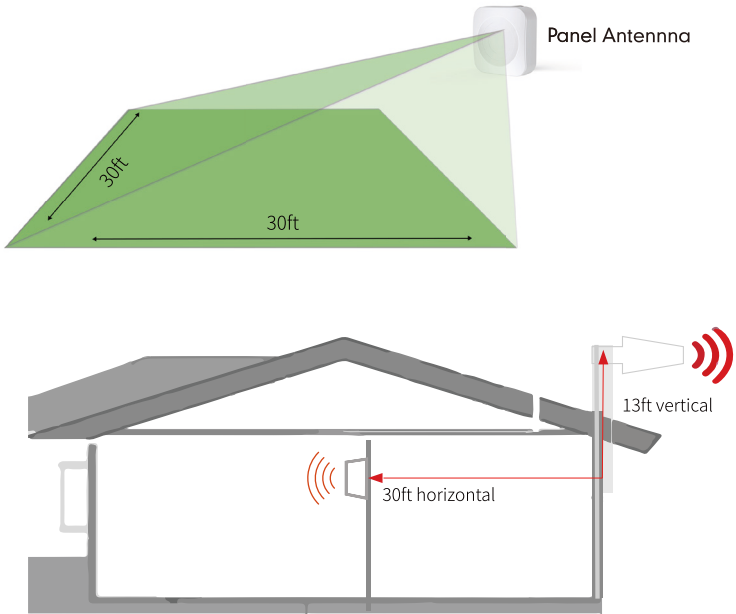 Panel Antennna
30ft
30ft
13ft vertical
30ft horizontal